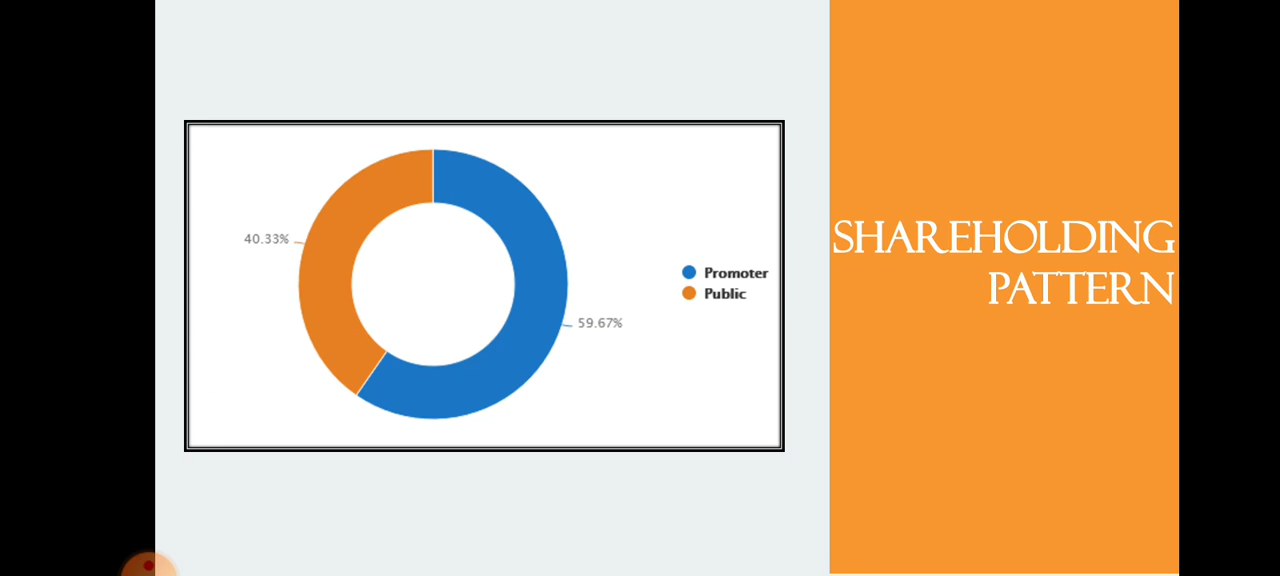 40.33%
59.67%
Promoter
Public
SHAREHOLDING
PATTERN